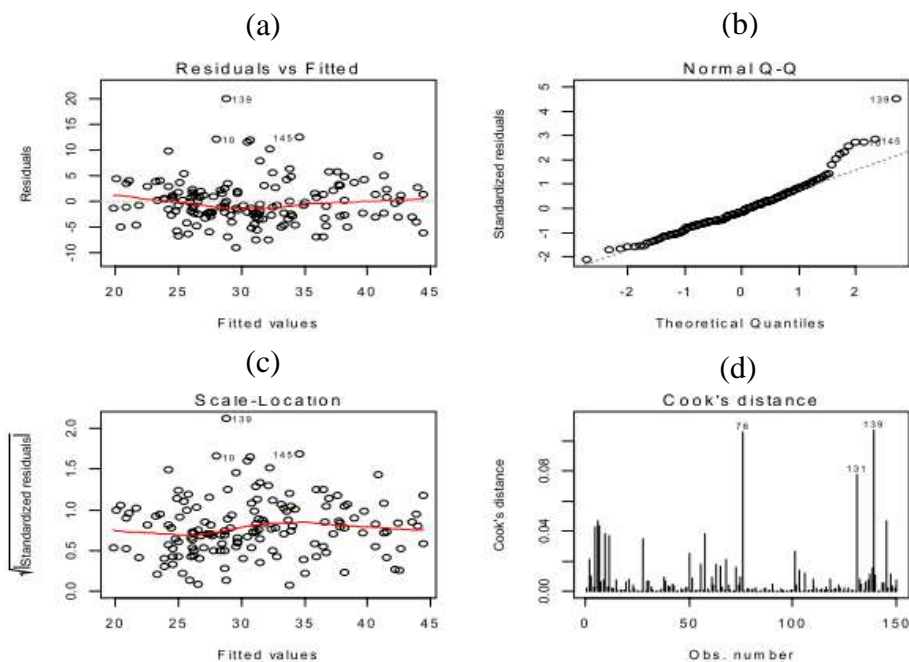 (a)
Residuals vs Fitted
20
15
10
5
0
-5
-10
Residuals
139
10
145
20 25 30 35 40 45
Fitted values
(b)
Normal Q-Q
5
4
3
2
1
0
-1
-2
Standardized residuals
139
145
-2 -1 0 1 2
Theoretical Quantiles
(c)
Scale-Location
2.0
1.5
1.0
0.5
0.0
√|Standardized residuals|
139
10
145
20 25 30 35 40 45
Fitted values
(d)
Cook's distance
0.08
0.04
0.00
Cook's distance
76
139
131
0 50 100 150
Obs. number